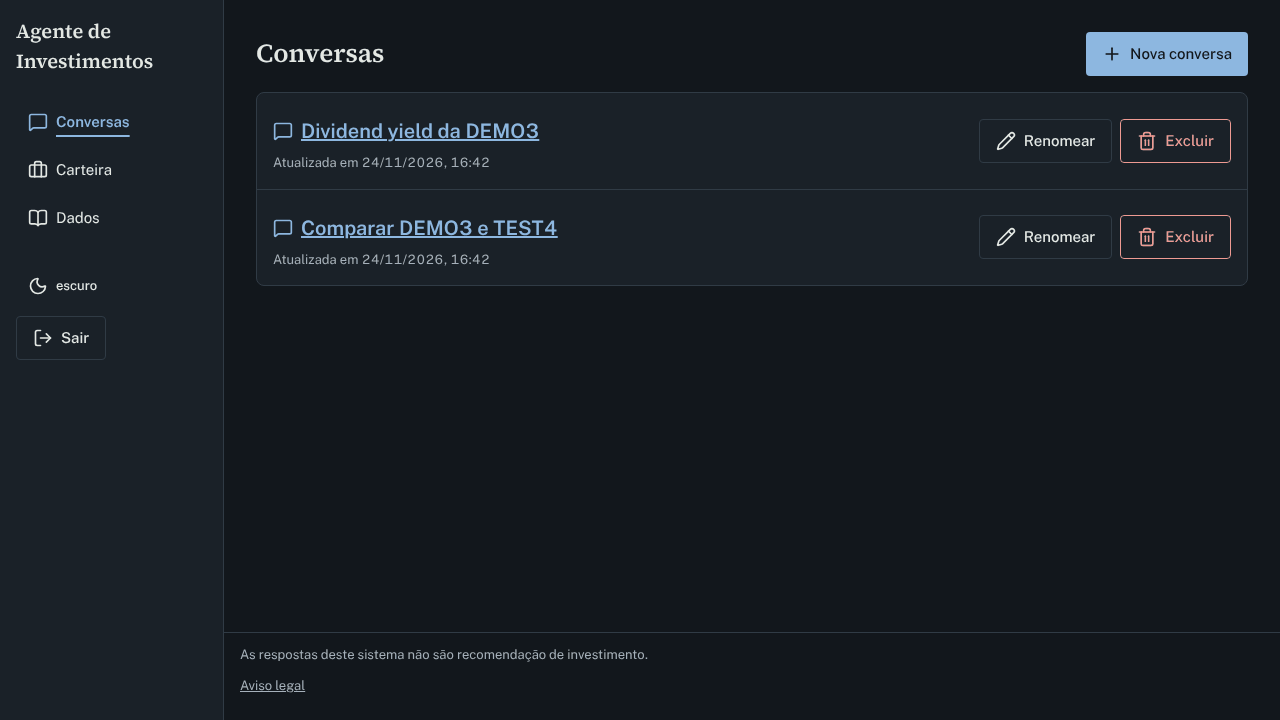 Agente de
Investimentos
Conversas
Carteira
Dados
escuro
Sair
Conversas
Nova conversa
Dividend yield da DEMO3
Atualizada em 24/11/2026, 16:42
Renomear
Excluir
Comparar DEMO3 e TEST4
Atualizada em 24/11/2026, 16:42
Renomear
Excluir
As respostas deste sistema não são recomendação de investimento.
Aviso legal